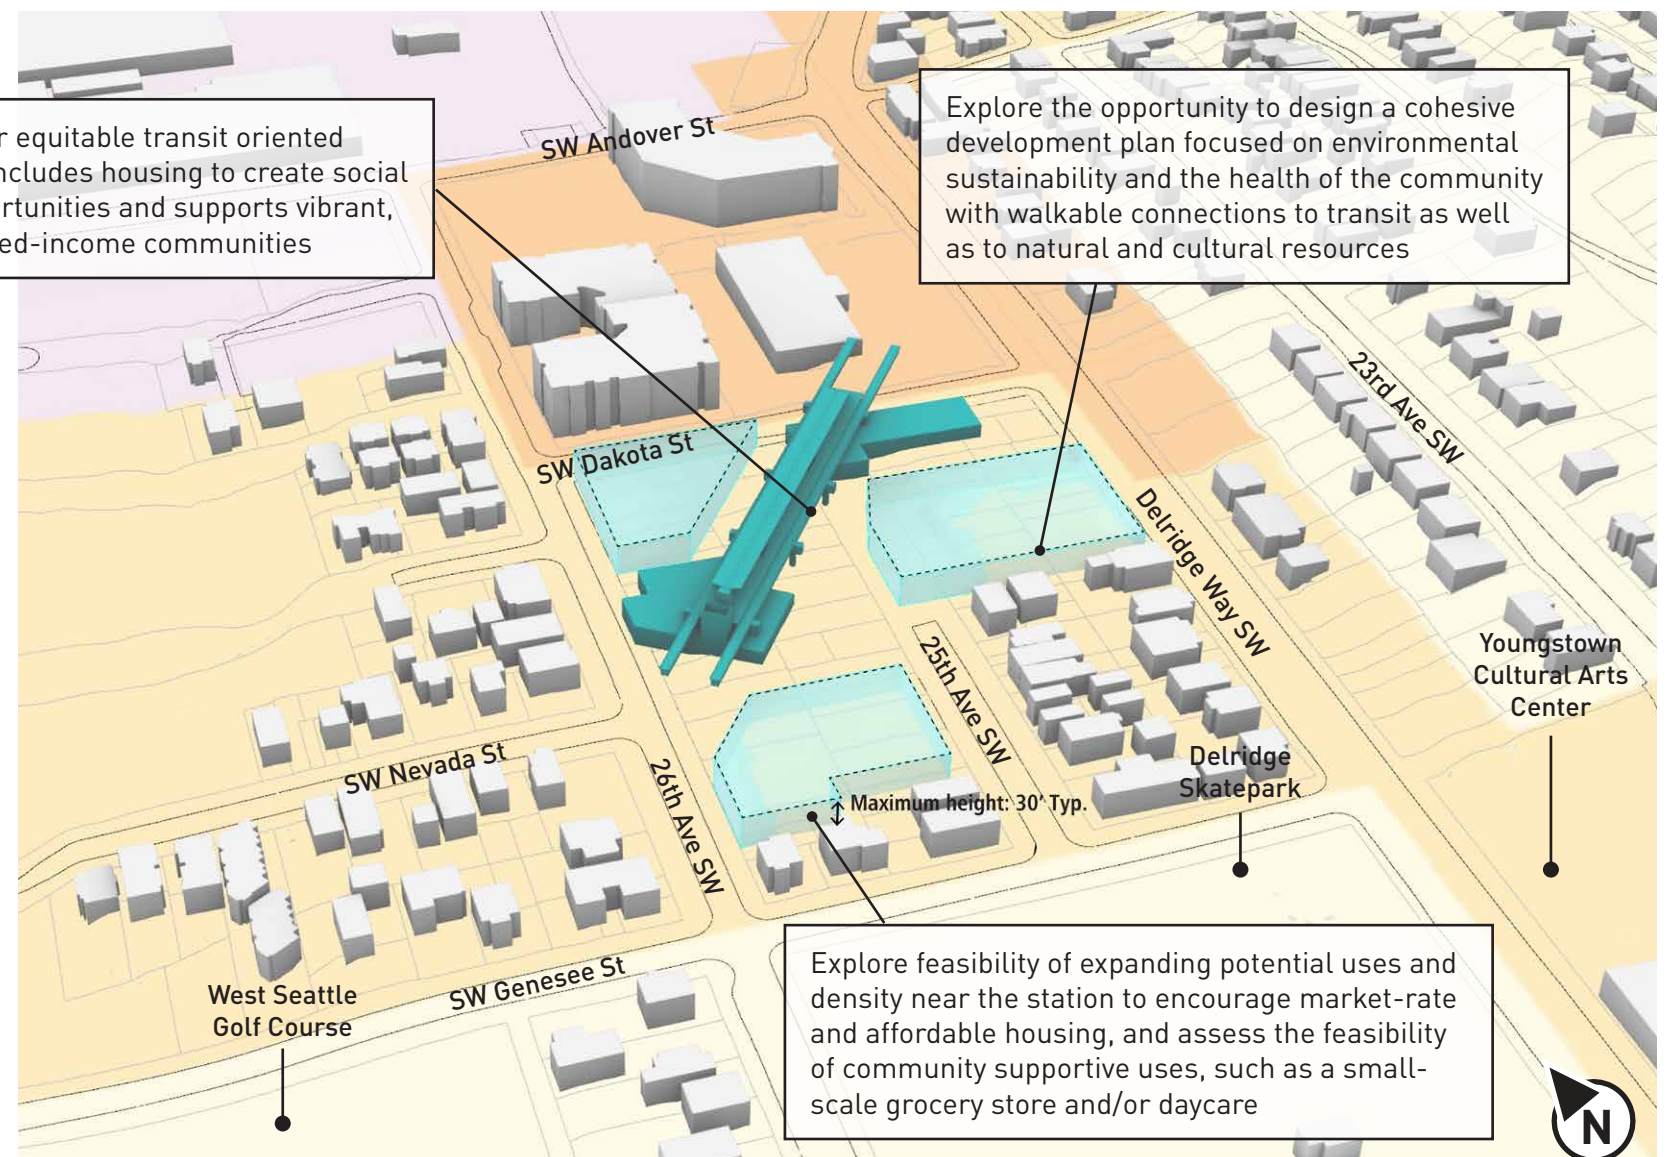 r equitable transit oriented
ncludes housing to create social
rtunities and supports vibrant,
ed-income communities
Explore the opportunity to design a cohesive
development plan focused on environmental
sustainability and the health of the community
with walkable connections to transit as well
as to natural and cultural resources
SW Andover St
23rd Ave SW
SW Dakota St
Delridge Way SW
25th Ave SW
Youngstown
Cultural Arts
Center
SW Nevada St
26th Ave SW
Delridge
Skatepark
Maximum height: 30' Typ.
West Seattle
Golf Course
SW Genesee St
Explore feasibility of expanding potential uses and
density near the station to encourage market-rate
and affordable housing, and assess the feasibility
of community supportive uses, such as a small-
scale grocery store and/or daycare
N